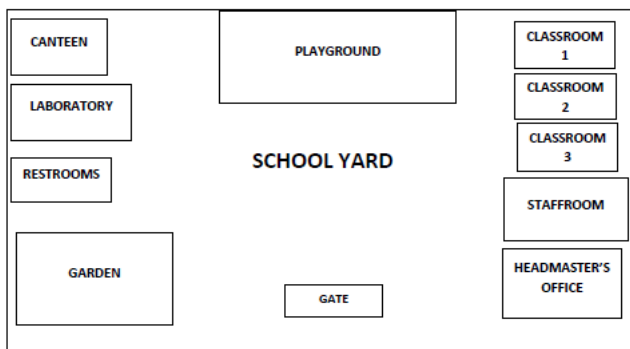 CANTEEN
PLAYGROUND
CLASSROOM
1
LABORATORY
CLASSROOM
2
CLASSROOM
3
SCHOOL YARD
RESTROOMS
STAFFROOM
GARDEN
HEADMASTER'S
OFFICE
GATE